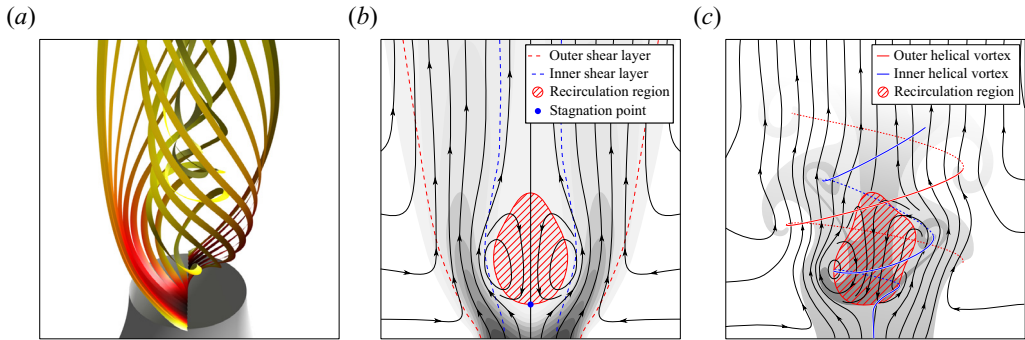 (a)
(b)
(c)
Outer shear layer
Inner shear layer
Recirculation region
Stagnation point
Outer helical vortex
Inner helical vortex
Recirculation region